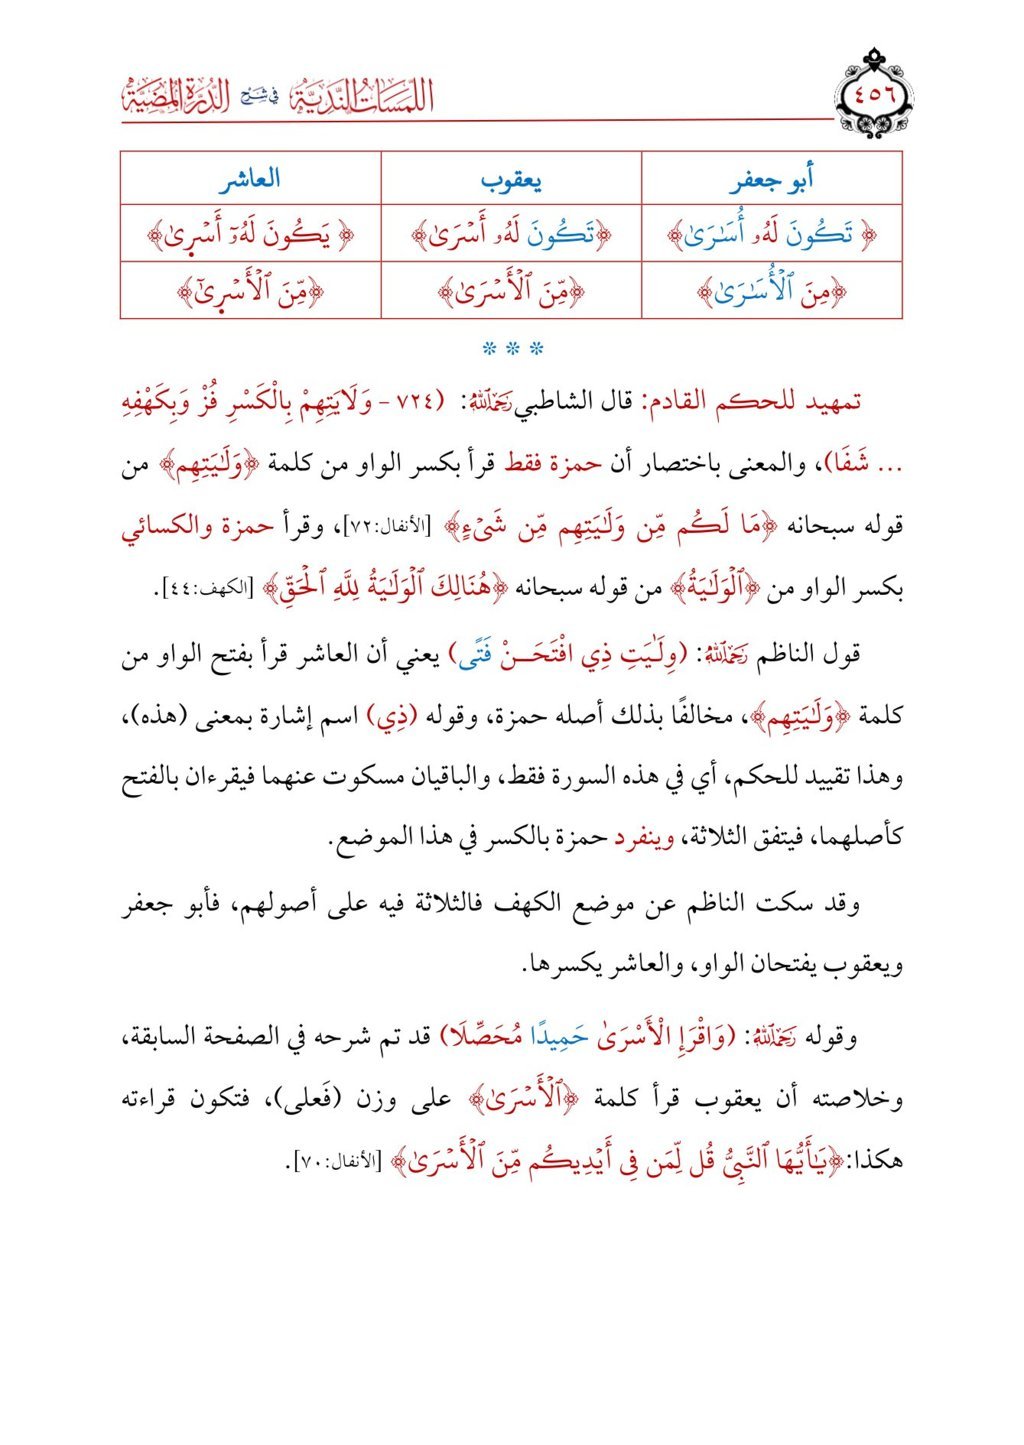 ٤٥٦
اللمسات الندية في شرح الدرة المضية
أبو جعفر يعقوب العاشر
﴿ تَكُونَ لَهُۥ أُسَٰرَىٰ﴾ ﴿تَكُونَ لَهُۥ أَسۡرَىٰ﴾ ﴿ يَكُونَ لَهُۥٓ أَسۡرٜىٰ﴾
﴿مِنَ ٱلۡأُسَٰرَىٰ﴾ ﴿مِّنَ ٱلۡأَسۡرَىٰ﴾ ﴿مِّنَ ٱلۡأَسۡرٜىٰٓ﴾
* * *
تمهيد للحكم القادم: قال الشاطبي رَحِمَهُ ٱللَّهُ: (٧٢٤ - وَلَايَتِهِمْ بِالْكَسْرِ فُزْ وَبِكَهْفِهِ
... شَفَا)، والمعنى باختصار أن حمزة فقط قرأ بكسر الواو من كلمة ﴿وَلَٰيَتِهِم﴾ من
قوله سبحانه ﴿مَا لَكُم مِّن وَلَٰيَتِهِم مِّن شَيۡءٍ﴾ [الأنفال:٧٢]، وقرأ حمزة والكسائي
بكسر الواو من ﴿ٱلۡوَلَٰيَةُ﴾ من قوله سبحانه ﴿هُنَالِكَ ٱلۡوَلَٰيَةُ لِلَّهِ ٱلۡحَقِّ﴾ [الكهف:٤٤].
قول الناظم رَحِمَهُ ٱللَّهُ: (وِلَٰيَتِ ذِي افْتَحَـــنْ فَتًى) يعني أن العاشر قرأ بفتح الواو من
كلمة ﴿وَلَٰيَتِهِم﴾، مخالفًا بذلك أصله حمزة، وقوله (ذِي) اسم إشارة بمعنى (هذه)،
وهذا تقييد للحكم، أي في هذه السورة فقط، والباقيان مسكوت عنهما فيقرءان بالفتح
كأصلهما، فيتفق الثلاثة، وينفرد حمزة بالكسر في هذا الموضع.
وقد سكت الناظم عن موضع الكهف فالثلاثة فيه على أصولهم، فأبو جعفر
ويعقوب يفتحان الواو، والعاشر يكسرها.
وقوله رَحِمَهُ ٱللَّهُ: (وَاقْرَإِ الْأَسْرَىٰ حَمِيدًا مُحَصِّلَا) قد تم شرحه في الصفحة السابقة،
وخلاصته أن يعقوب قرأ كلمة ﴿ٱلۡأَسۡرَىٰ﴾ على وزن (فَعلى)، فتكون قراءته
هكذا:﴿يَٰٓأَيُّهَا ٱلنَّبِيُّ قُل لِّمَن فِي أَيۡدِيكُم مِّنَ ٱلۡأَسۡرَىٰ﴾ [الأنفال:٧٠].